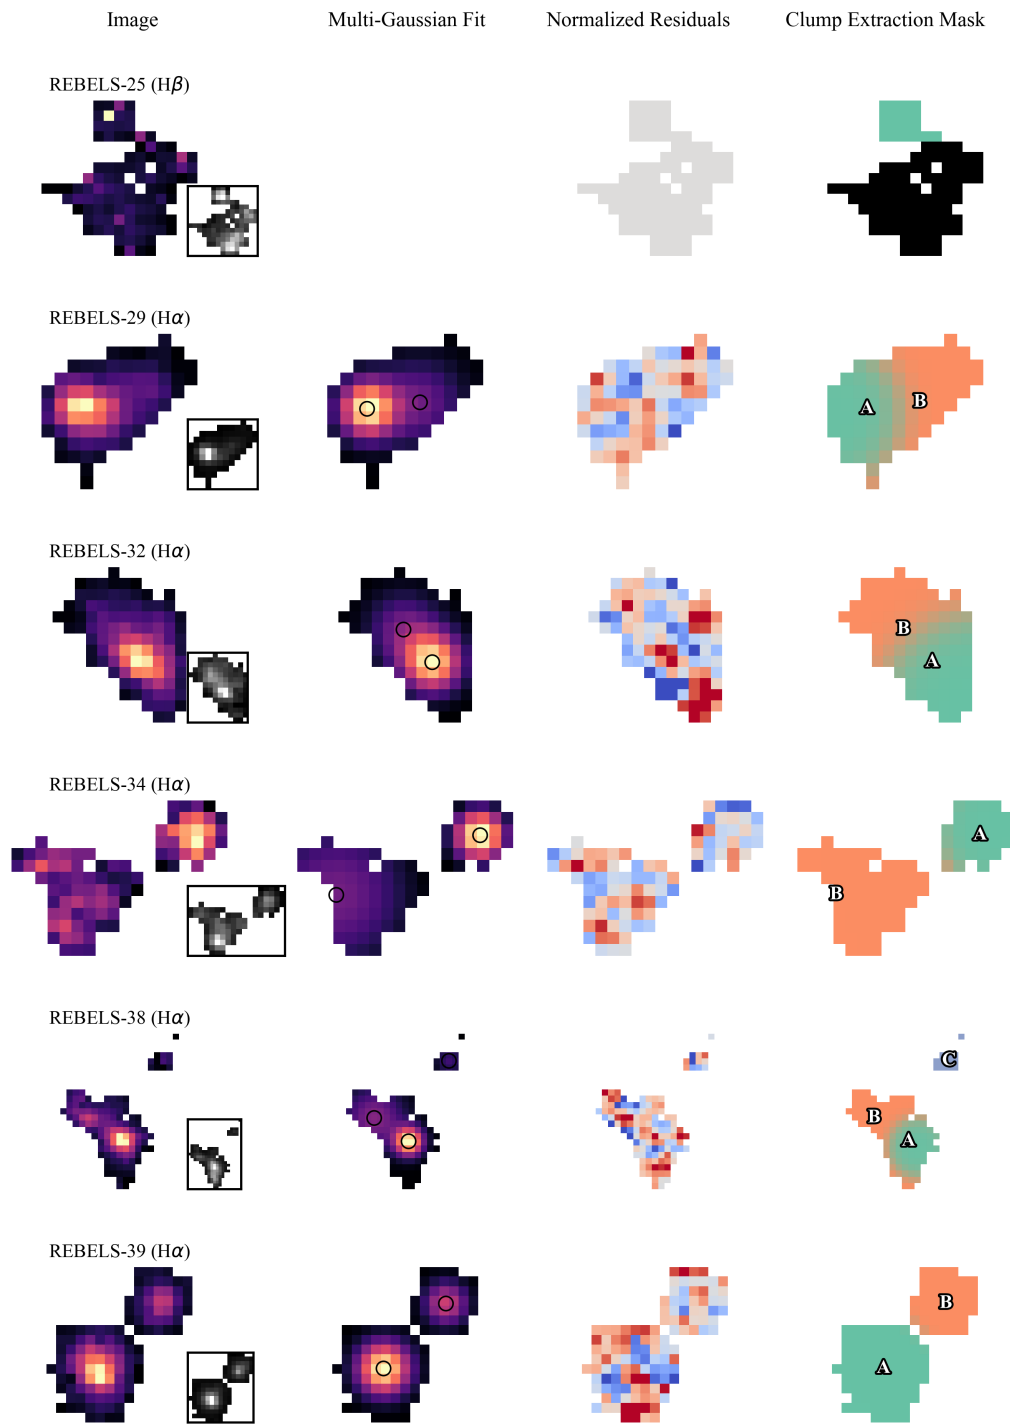 Image Multi-Gaussian Fit Normalized Residuals Clump Extraction Mask
REBELS-25 (Hβ)
REBELS-29 (Hα)
A
B
REBELS-32 (Hα)
B
A
REBELS-34 (Hα)
A
B
REBELS-38 (Hα)
C
B
A
REBELS-39 (Hα)
B
A